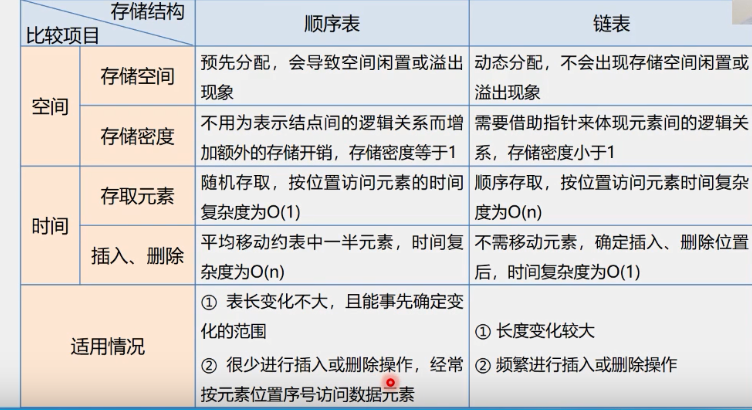 存储结构
比较项目
顺序表
链表
空间
存储空间
预先分配，会导致空间闲置或溢出
现象
动态分配，不会出现存储空间闲置或
溢出现象
存储密度
不用为表示结点间的逻辑关系而增
加额外的存储开销，存储密度等于1
需要借助指针来体现元素间的逻辑关
系，存储密度小于1
时间
存取元素
随机存取，按位置访问元素的时间
复杂度为O(1)
顺序存取，按位置访问元素时间复杂
度为O(n)
插入、删除
平均移动约表中一半元素，时间复
杂度为O(n)
不需移动元素，确定插入、删除位置
后，时间复杂度为O(1)
适用情况
① 表长变化不大，且能事先确定变
化的范围
② 很少进行插入或删除操作，经常
按元素位置序号访问数据元素
① 长度变化较大
② 频繁进行插入或删除操作